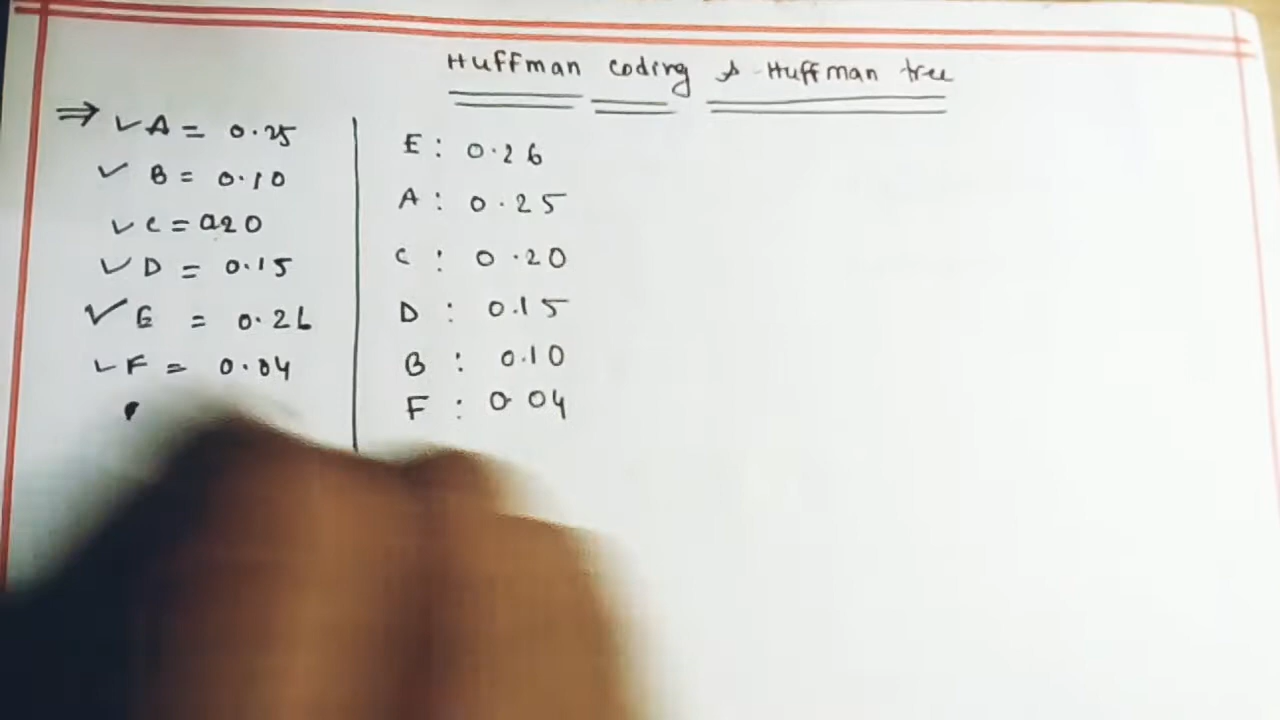 Huffman coding & Huffman tree
⇒ ✓ A = 0.25
✓ B = 0.10
✓ C = 0.20
✓ D = 0.15
✓ E = 0.26
✓ F = 0.04
E : 0.26
A : 0.25
C : 0.20
D : 0.15
B : 0.10
F : 0.04